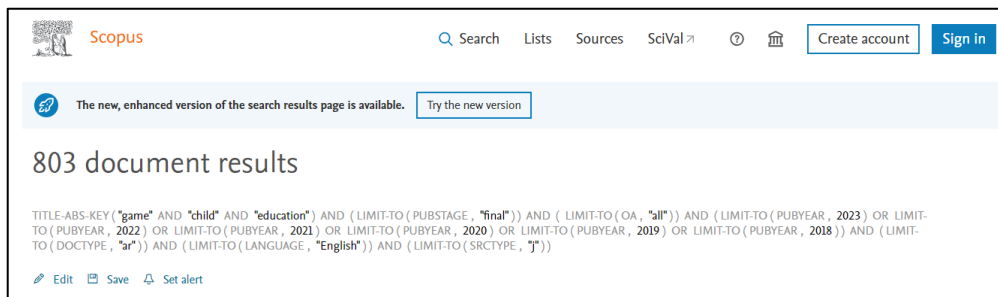 Scopus
Search Lists Sources SciVal Create account Sign in
The new, enhanced version of the search results page is available. Try the new version
803 document results
TITLE-ABS-KEY ( "game" AND "child" AND "education" ) AND ( LIMIT-TO ( PUBSTAGE , "final" ) ) AND ( LIMIT-TO ( OA , "all" ) ) AND ( LIMIT-TO ( PUBYEAR , 2023 ) OR LIMIT-
TO ( PUBYEAR , 2022 ) OR LIMIT-TO ( PUBYEAR , 2021 ) OR LIMIT-TO ( PUBYEAR , 2020 ) OR LIMIT-TO ( PUBYEAR , 2019 ) OR LIMIT-TO ( PUBYEAR , 2018 ) ) AND ( LIMIT-
TO ( DOCTYPE , "ar" ) ) AND ( LIMIT-TO ( LANGUAGE , "English" ) ) AND ( LIMIT-TO ( SRCTYPE , "j" ) )
Edit Save Set alert